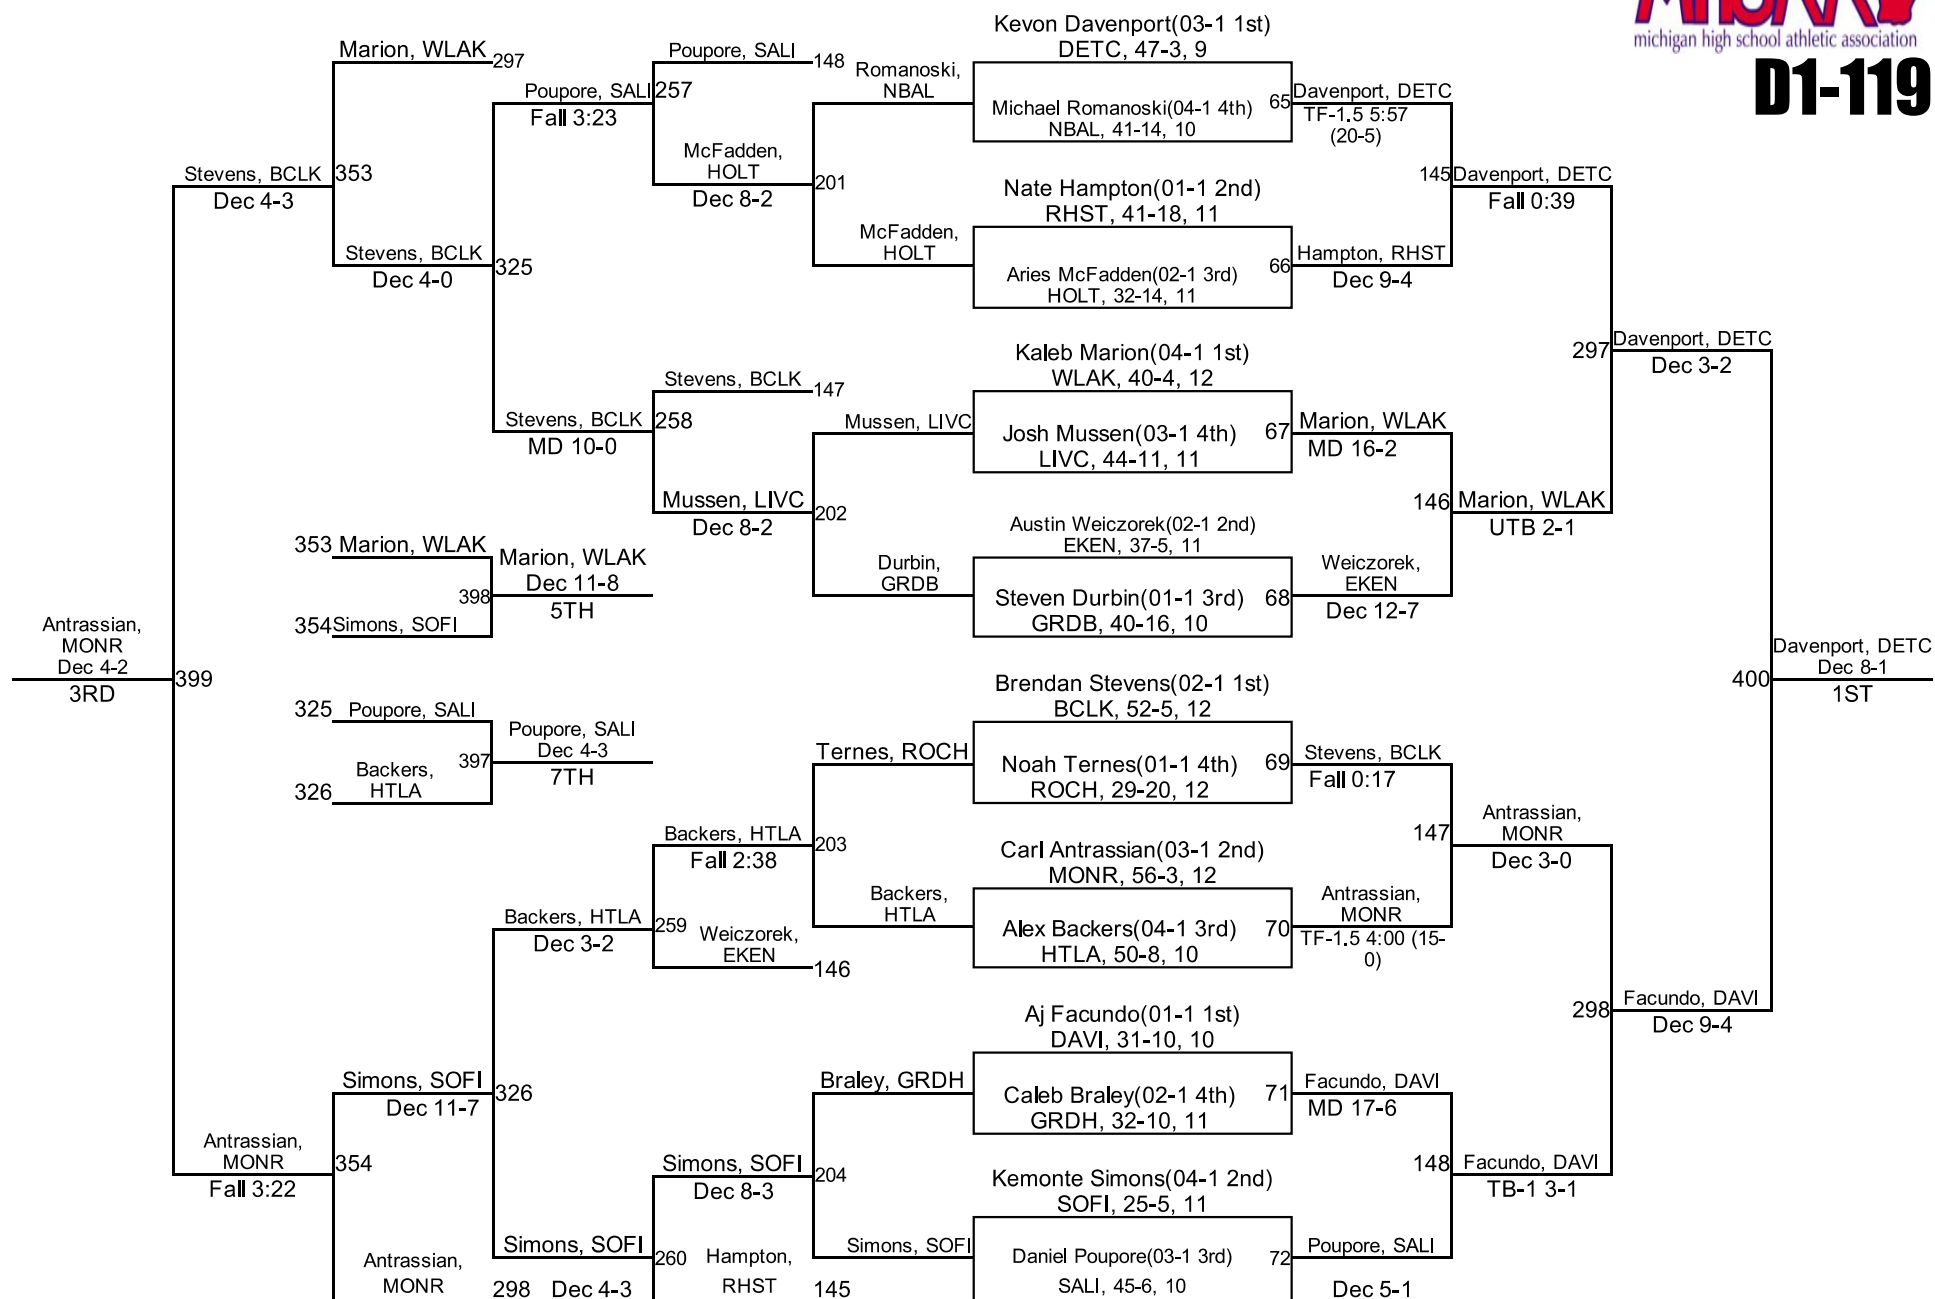 michigan high school athletic association
D1-119
Antrassian,
MONR
Dec 4-2
3RD
399
Stevens, BCLK
Dec 4-3
Antrassian,
MONR
Fall 3:22
Marion, WLAK
297
353
Stevens, BCLK
Dec 4-0
353 Marion, WLAK
354 Simons, SOFI
398
Marion, WLAK
Dec 11-8
5TH
325 Poupore, SALI
326 Backers,
HTLA
397
Poupore, SALI
Dec 4-3
7TH
Simons, SOFI
Dec 11-7
354
Antrassian,
MONR
298
Poupore, SALI
Fall 3:23
325
Stevens, BCLK
MD 10-0
Backers, HTLA
Dec 3-2
326
Simons, SOFI
Dec 4-3
Poupore, SALI
148
257
McFadden,
HOLT
Dec 8-2
Stevens, BCLK
147
258
Mussen, LIVC
Dec 8-2
Backers, HTLA
Fall 2:38
259
Weiczorek,
EKEN
146
Simons, SOFI
Dec 8-3
260
Hampton,
RHST
145
Romanoski,
NBAL
201
McFadden,
HOLT
Mussen, LIVC
202
Durbin,
GRDB
Ternes, ROCH
203
Backers,
HTLA
Braley, GRDH
204
Simons, SOFI
Kevon Davenport(03-1 1st)
DETC, 47-3, 9
Michael Romanoski(04-1 4th)
NBAL, 41-14, 10
65
Nate Hampton(01-1 2nd)
RHST, 41-18, 11
Aries McFadden(02-1 3rd)
HOLT, 32-14, 11
66
Kaleb Marion(04-1 1st)
WLAK, 40-4, 12
Josh Mussen(03-1 4th)
LIVC, 44-11, 11
67
Austin Weiczorek(02-1 2nd)
EKEN, 37-5, 11
Steven Durbin(01-1 3rd)
GRDB, 40-16, 10
68
Brendan Stevens(02-1 1st)
BCLK, 52-5, 12
Noah Ternes(01-1 4th)
ROCH, 29-20, 12
69
Carl Antrassian(03-1 2nd)
MONR, 56-3, 12
Alex Backers(04-1 3rd)
HTLA, 50-8, 10
70
Aj Facundo(01-1 1st)
DAVI, 31-10, 10
Caleb Braley(02-1 4th)
GRDH, 32-10, 11
71
Kemonte Simons(04-1 2nd)
SOFI, 25-5, 11
Daniel Poupore(03-1 3rd)
SALI, 45-6, 10
72
Davenport, DETC
TF-1.5 5:57
(20-5)
145
Hampton, RHST
Dec 9-4
Marion, WLAK
MD 16-2
146
Weiczorek,
EKEN
Dec 12-7
Stevens, BCLK
Fall 0:17
147
Antrassian,
MONR
TF-1.5 4:00 (15-
0)
Facundo, DAVI
MD 17-6
148
Poupore, SALI
Dec 5-1
Davenport, DETC
Fall 0:39
297
Marion, WLAK
UTB 2-1
Antrassian,
MONR
Dec 3-0
298
Facundo, DAVI
TB-1 3-1
Davenport, DETC
Dec 3-2
400
Facundo, DAVI
Dec 9-4
Davenport, DETC
Dec 8-1
1ST